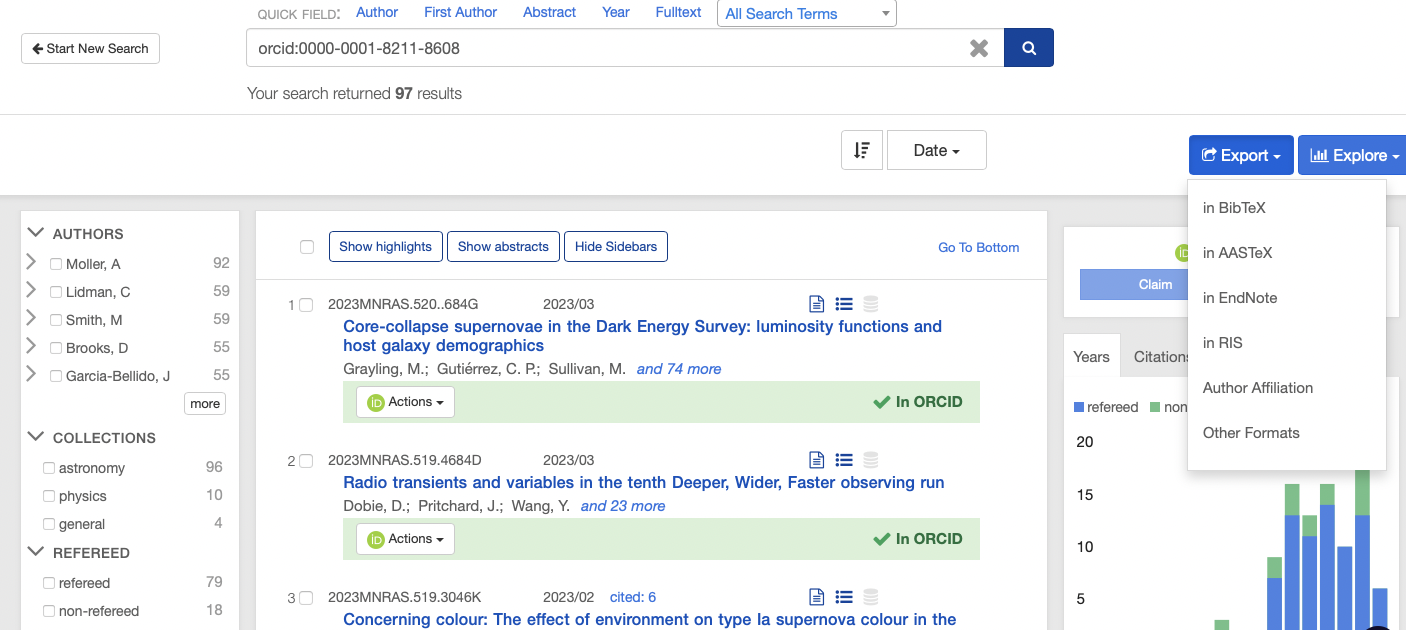 QUICK FIELD: Author First Author Abstract Year Fulltext All Search Terms
Start New Search
orcid:0000-0001-8211-8608
Your search returned 97 results
Date
Export
Explore
in BibTeX
in AASTeX
in EndNote
in RIS
Author Affiliation
Other Formats
AUTHORS
Moller, A 92
Lidman, C 59
Smith, M 59
Brooks, D 55
Garcia-Bellido, J 55
more
COLLECTIONS
astronomy 96
physics 10
general 4
REFEREED
refereed 79
non-refereed 18
Show highlights Show abstracts Hide Sidebars Go To Bottom
1 2023MNRAS.520..684G 2023/03
Core-collapse supernovae in the Dark Energy Survey: luminosity functions and
host galaxy demographics
Grayling, M.; Gutiérrez, C. P.; Sullivan, M. and 74 more
iD Actions In ORCID
2 2023MNRAS.519.4684D 2023/03
Radio transients and variables in the tenth Deeper, Wider, Faster observing run
Dobie, D.; Pritchard, J.; Wang, Y. and 23 more
iD Actions In ORCID
3 2023MNRAS.519.3046K 2023/02 cited: 6
Concerning colour: The effect of environment on type Ia supernova colour in the
iD
Claim
Years Citations
refereed non
20
15
10
5